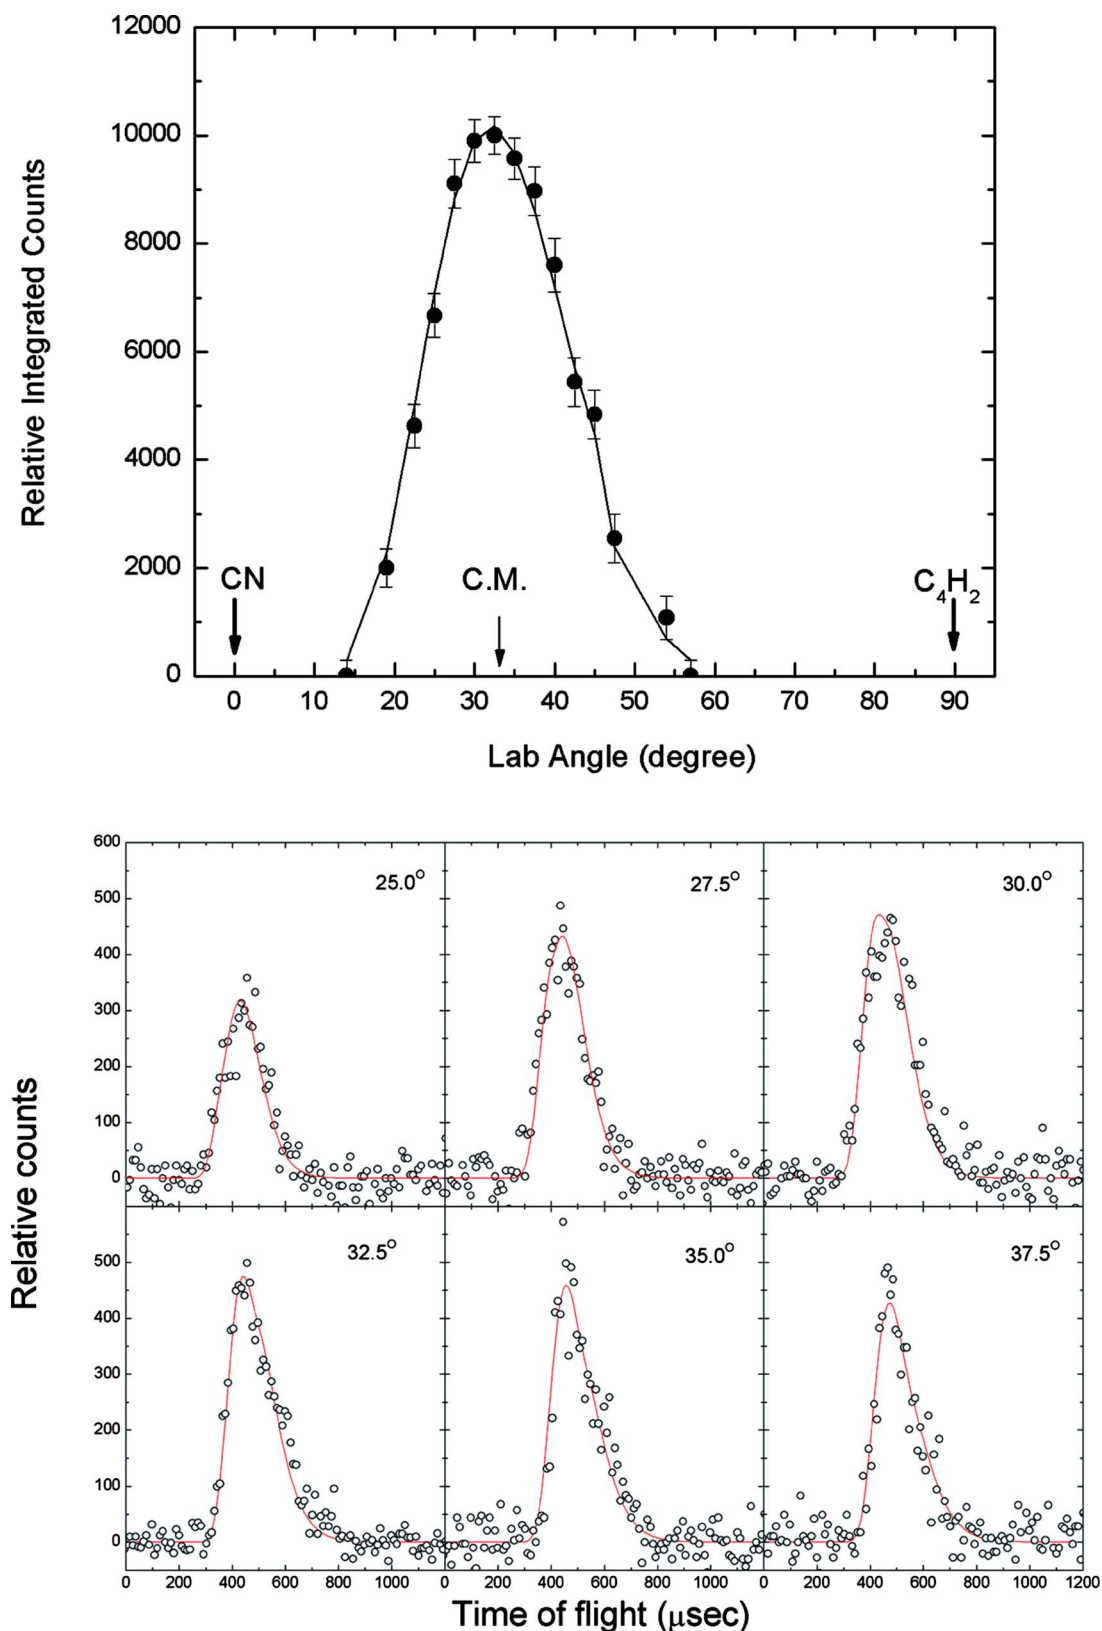 12000
10000
8000
6000
4000
2000
0
Relative Integrated Counts
CN
C.M.
C₄H₂
0 10 20 30 40 50 60 70 80 90
Lab Angle (degree)
600
500
400
300
200
100
0
25.0°
27.5°
30.0°
Relative counts
500
400
300
200
100
0
32.5°
35.0°
37.5°
0 200 400 600 800 1000 0 200 400 600 800 1000 0 200 400 600 800 1000 1200
Time of flight (μsec)